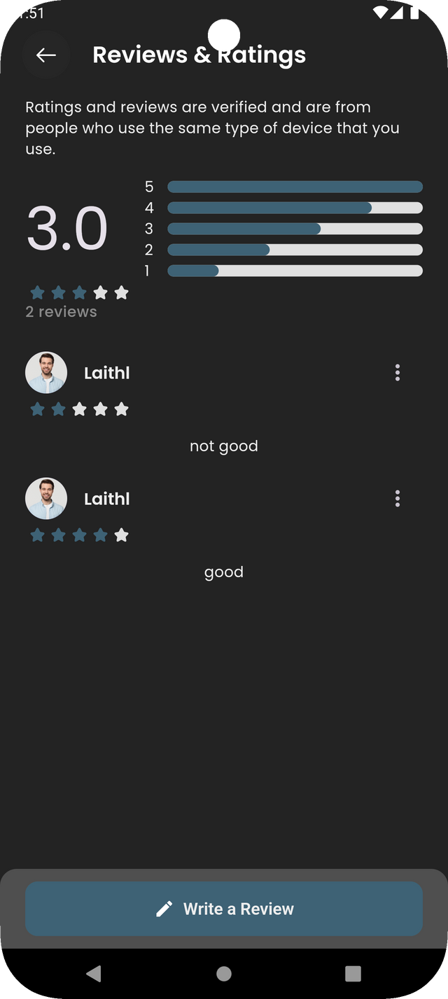 :51
Reviews & Ratings
Ratings and reviews are verified and are from
people who use the same type of device that you
use.
3.0
5
4
3
2
1
2 reviews
Laithl
not good
Laithl
good
Write a Review